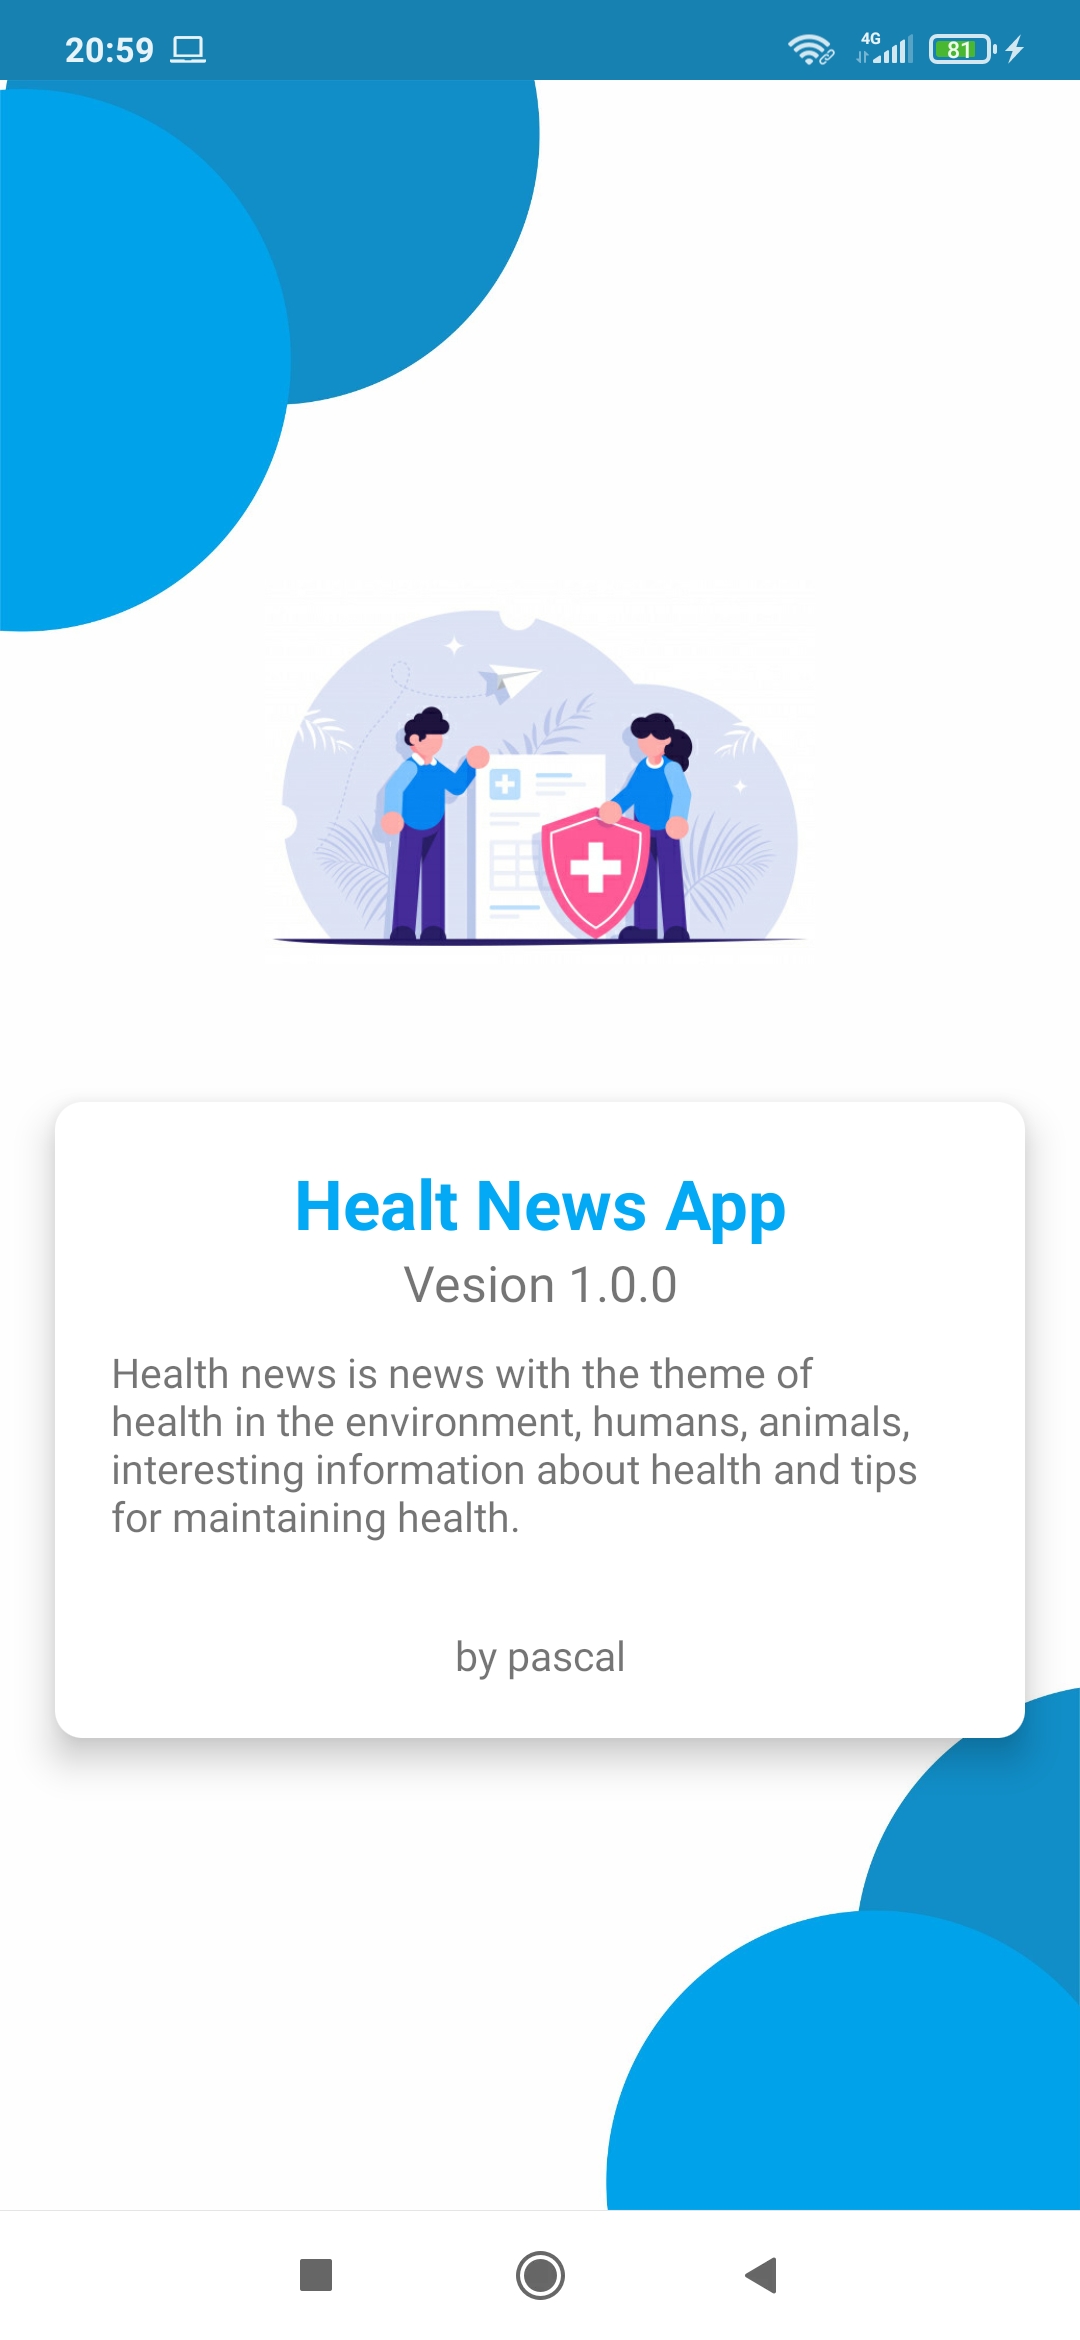 20:59
4G
81
Healt News App
Vesion 1.0.0
Health news is news with the theme of
health in the environment, humans, animals,
interesting information about health and tips
for maintaining health.
by pascal